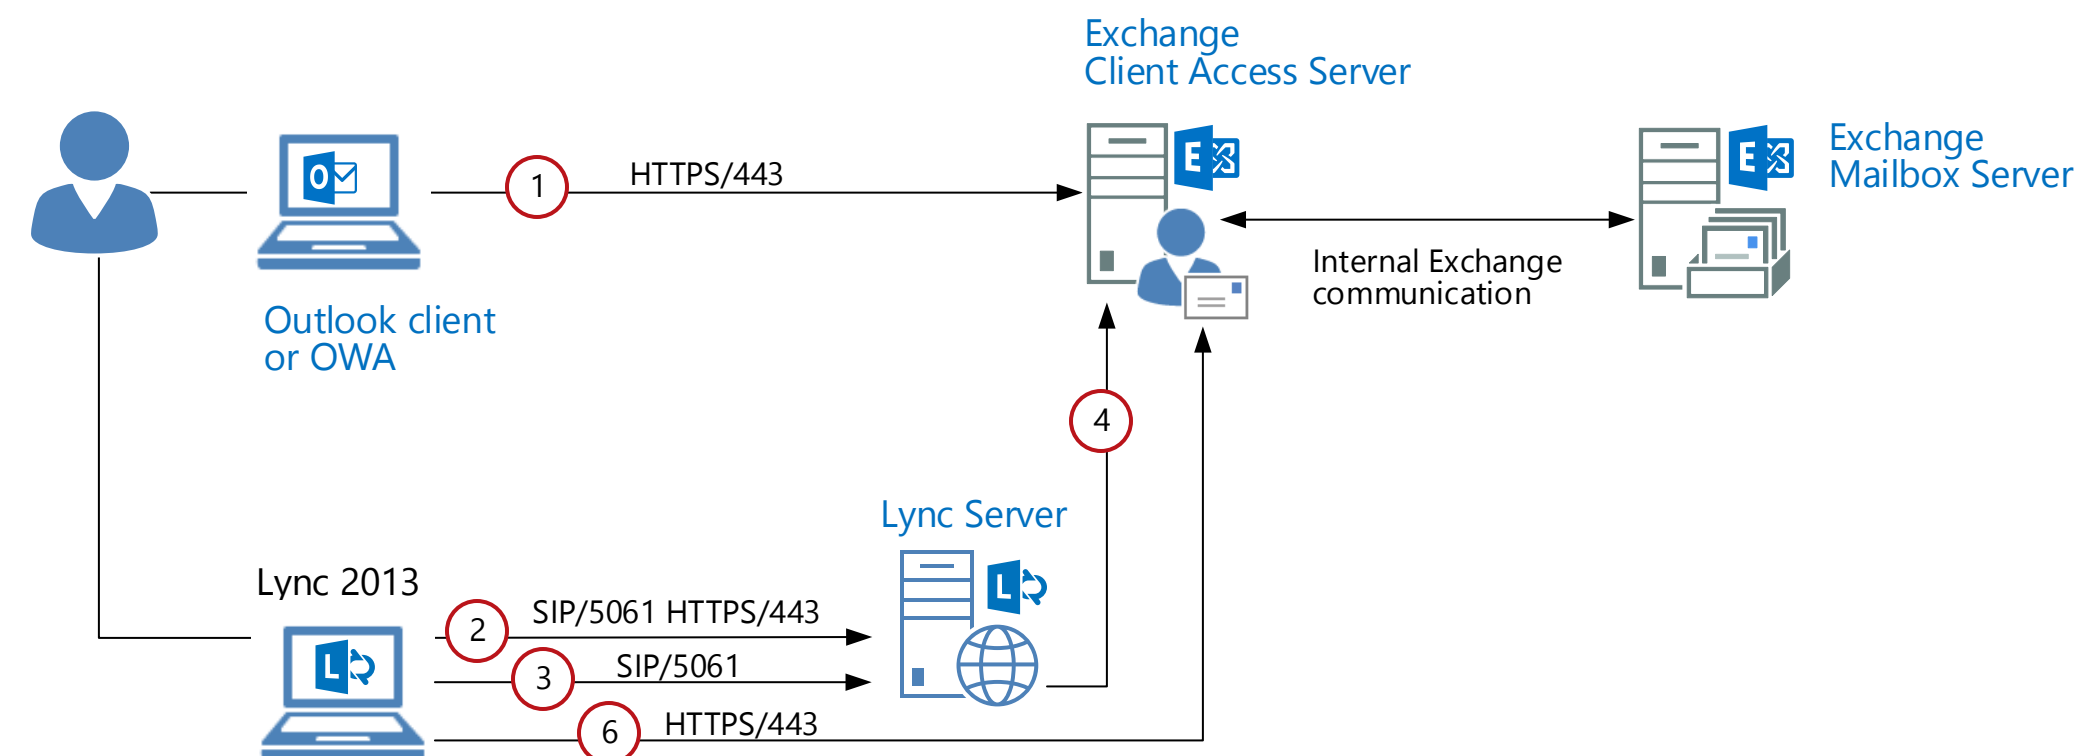 Exchange
Client Access Server
Exchange
Mailbox Server
1
HTTPS/443
Internal Exchange
communication
Outlook client
or OWA
4
Lync Server
Lync 2013
2
SIP/5061 HTTPS/443
3
SIP/5061
6
HTTPS/443
O
E
E
L
L